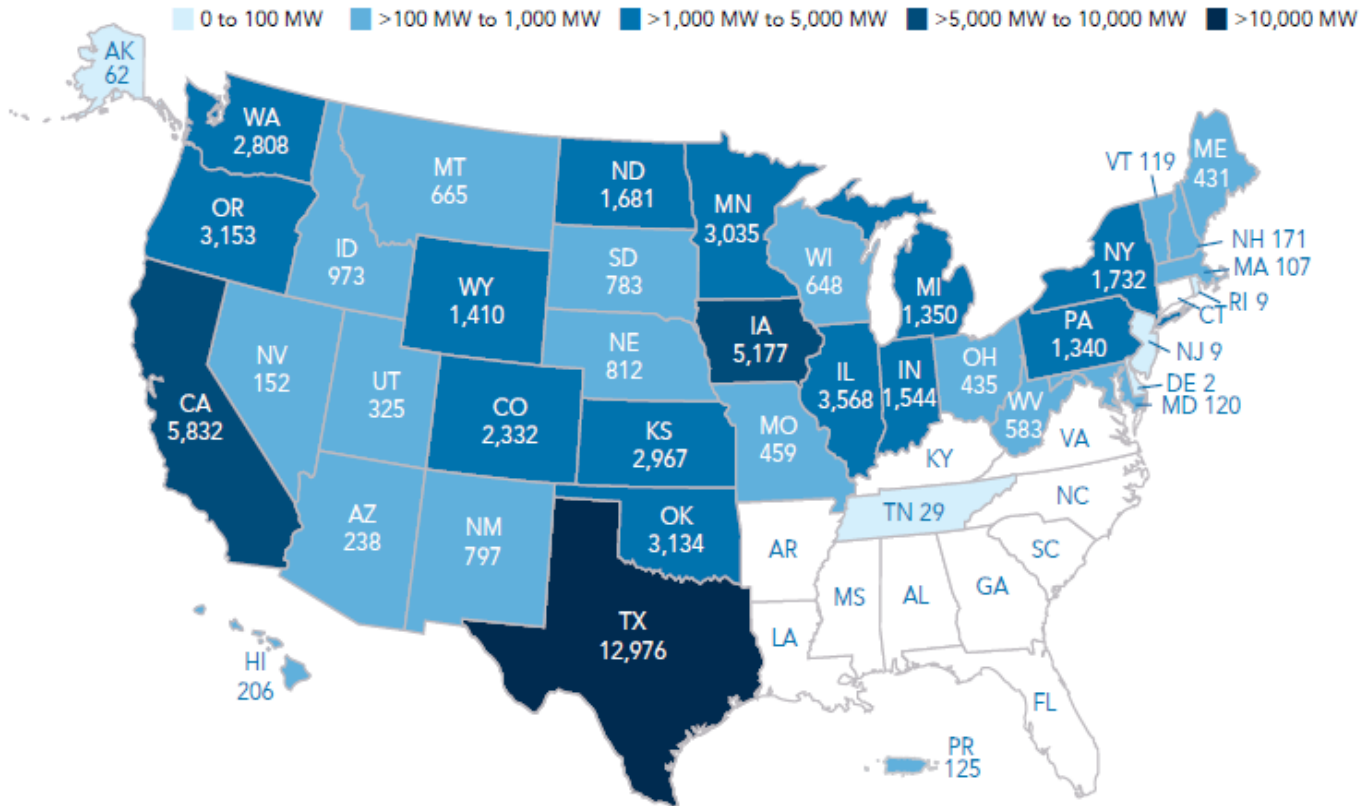 0 to 100 MW
>100 MW to 1,000 MW
>1,000 MW to 5,000 MW
>5,000 MW to 10,000 MW
>10,000 MW
AK
62
WA
2,808
OR
3,153
CA
5,832
ID
973
NV
152
MT
665
WY
1,410
UT
325
AZ
238
CO
2,332
NM
797
ND
1,681
SD
783
NE
812
KS
2,967
OK
3,134
TX
12,976
MN
3,035
IA
5,177
MO
459
AR
LA
WI
648
IL
3,568
MI
1,350
IN
1,544
OH
435
KY
TN 29
MS
AL
GA
FL
SC
NC
VA
WV
583
PA
1,340
NY
1,732
VT 119
ME
431
NH 171
MA 107
RI 9
CT
NJ 9
DE 2
MD 120
HI
206
PR
125